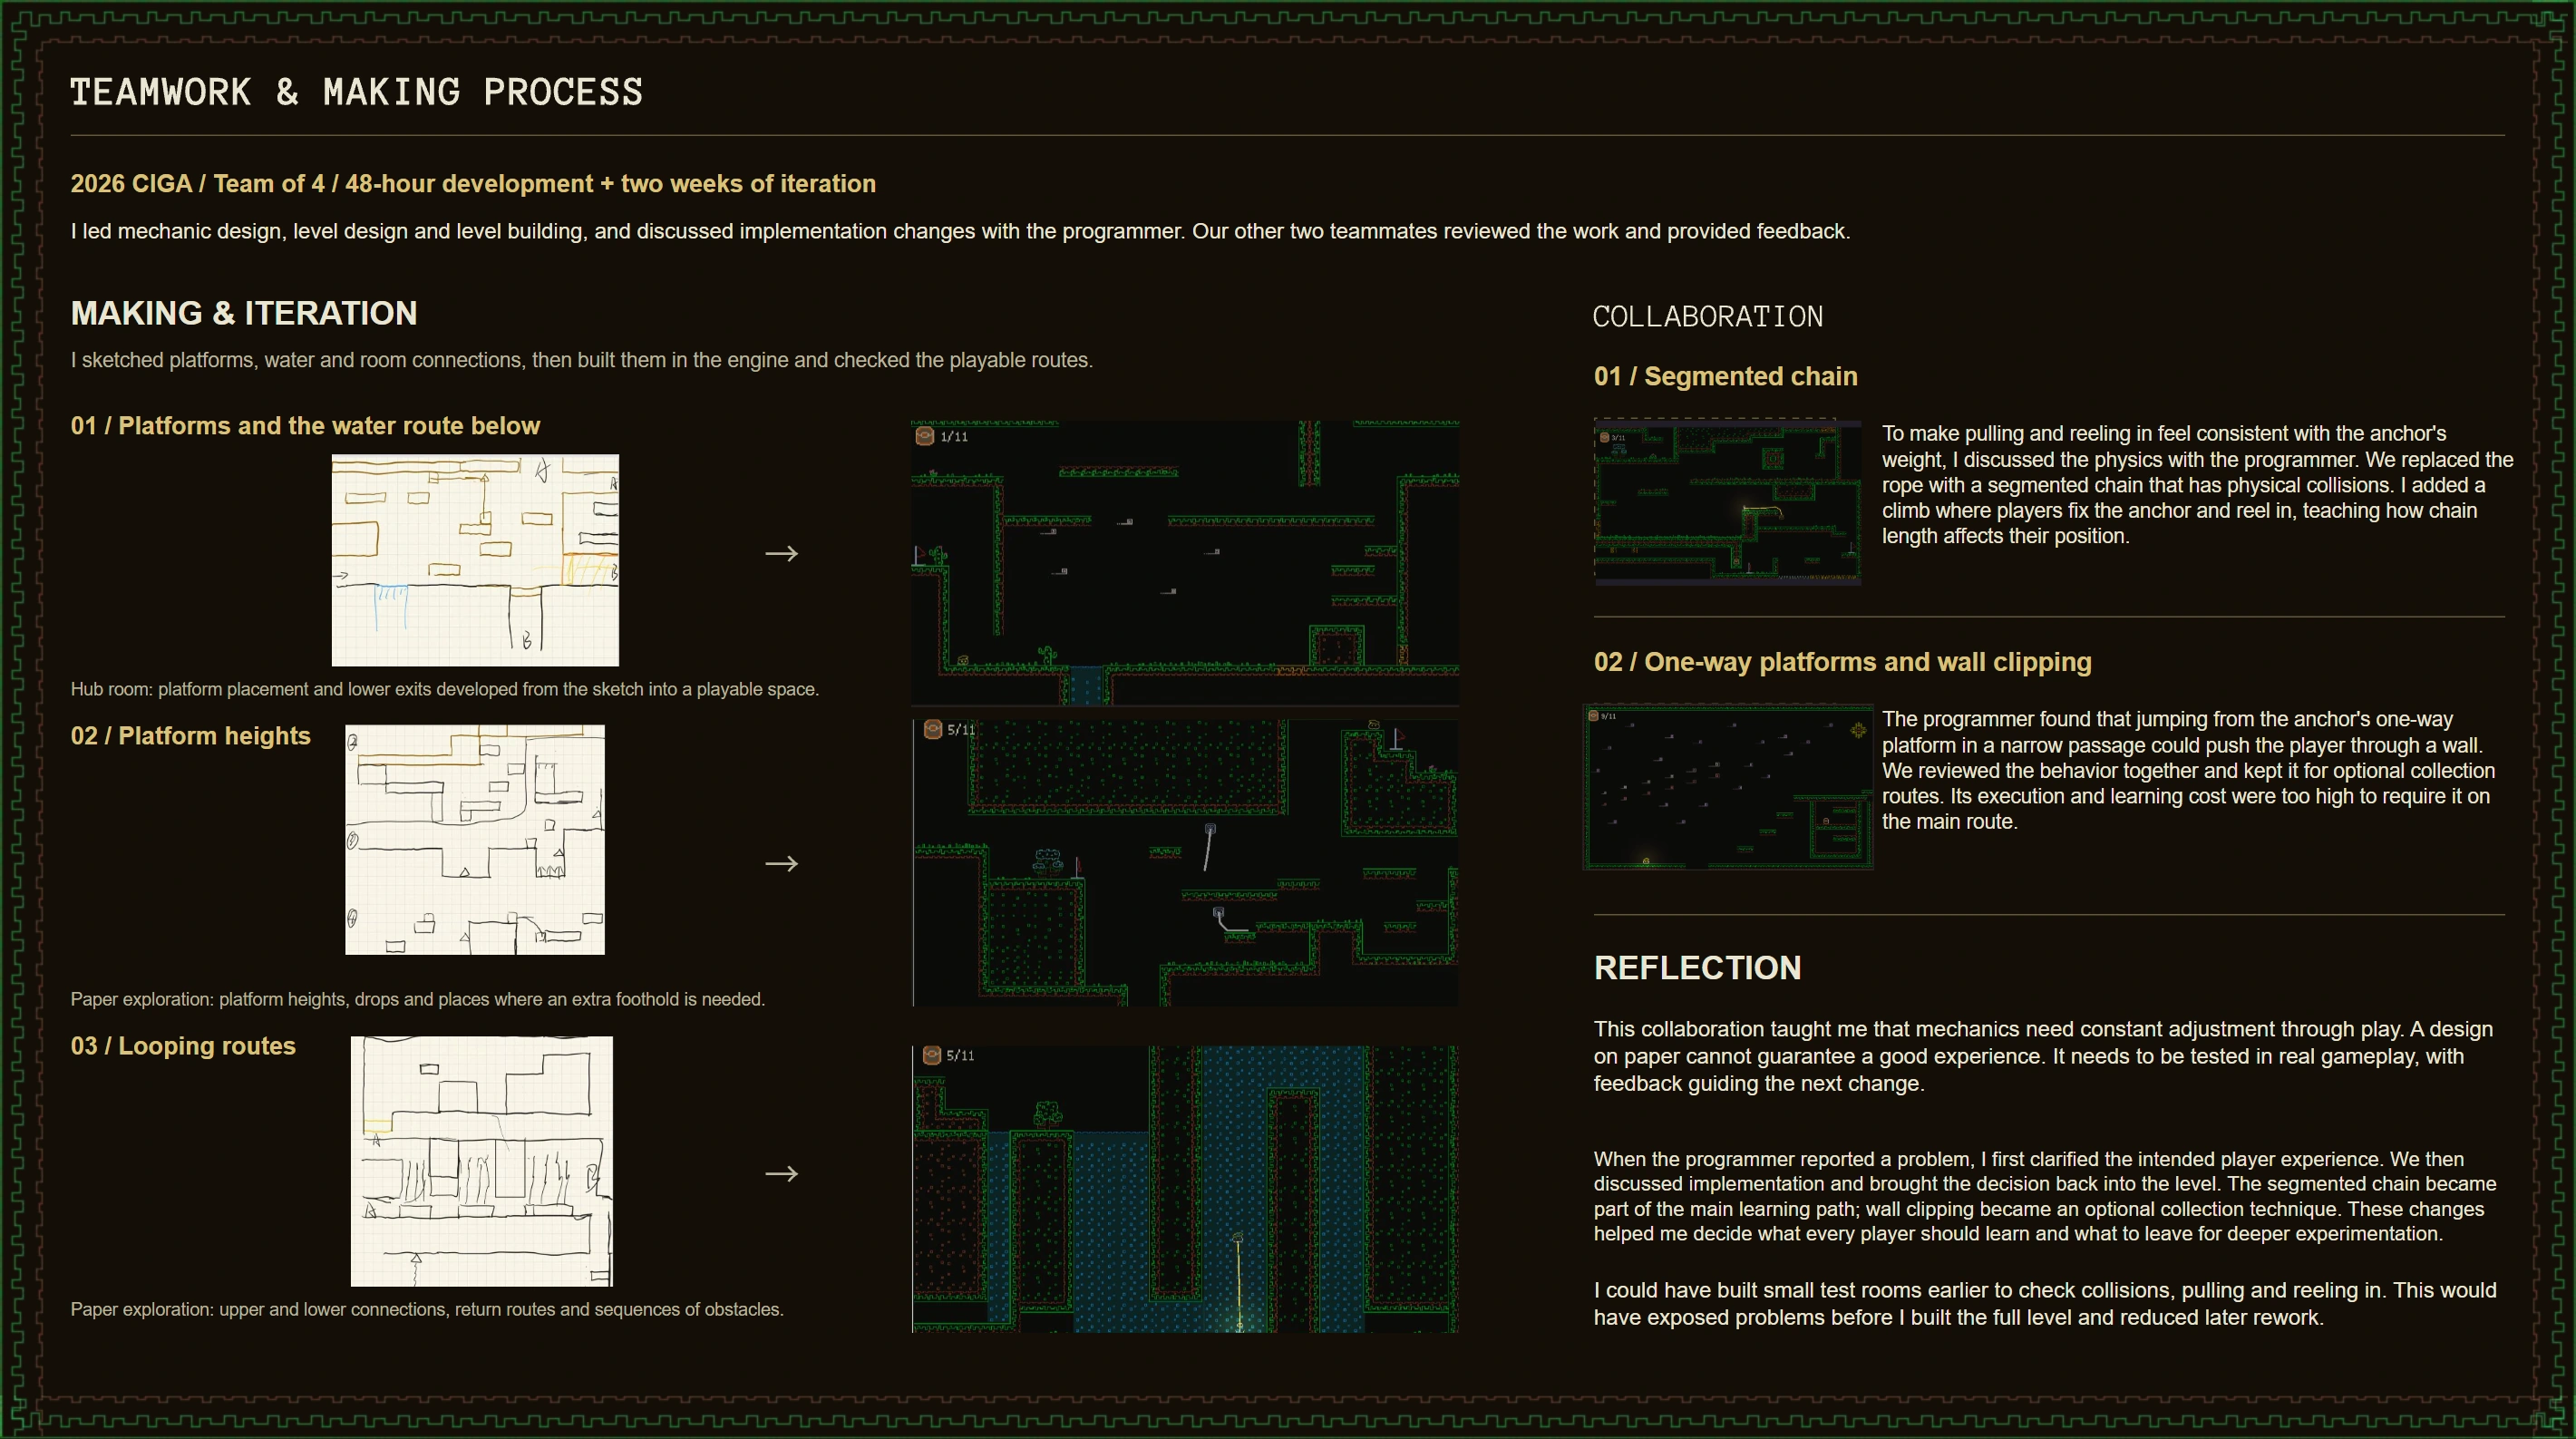 TEAMWORK & MAKING PROCESS
2026 CIGA / Team of 4 / 48-hour development + two weeks of iteration
I led mechanic design, level design and level building, and discussed implementation changes with the programmer. Our other two teammates reviewed the work and provided feedback.
MAKING & ITERATION
I sketched platforms, water and room connections, then built them in the engine and checked the playable routes.
01 / Platforms and the water route below
A
A
B
B
→
1/11
Hub room: platform placement and lower exits developed from the sketch into a playable space.
02 / Platform heights
→
5/11
Paper exploration: platform heights, drops and places where an extra foothold is needed.
03 / Looping routes
A
B
A
→
5/11
Paper exploration: upper and lower connections, return routes and sequences of obstacles.
COLLABORATION
01 / Segmented chain
3/11
To make pulling and reeling in feel consistent with the anchor's
weight, I discussed the physics with the programmer. We replaced the
rope with a segmented chain that has physical collisions. I added a
climb where players fix the anchor and reel in, teaching how chain
length affects their position.
02 / One-way platforms and wall clipping
9/11
The programmer found that jumping from the anchor's one-way
platform in a narrow passage could push the player through a wall.
We reviewed the behavior together and kept it for optional collection
routes. Its execution and learning cost were too high to require it on
the main route.
REFLECTION
This collaboration taught me that mechanics need constant adjustment through play. A design
on paper cannot guarantee a good experience. It needs to be tested in real gameplay, with
feedback guiding the next change.
When the programmer reported a problem, I first clarified the intended player experience. We then
discussed implementation and brought the decision back into the level. The segmented chain became
part of the main learning path; wall clipping became an optional collection technique. These changes
helped me decide what every player should learn and what to leave for deeper experimentation.
I could have built small test rooms earlier to check collisions, pulling and reeling in. This would
have exposed problems before I built the full level and reduced later rework.